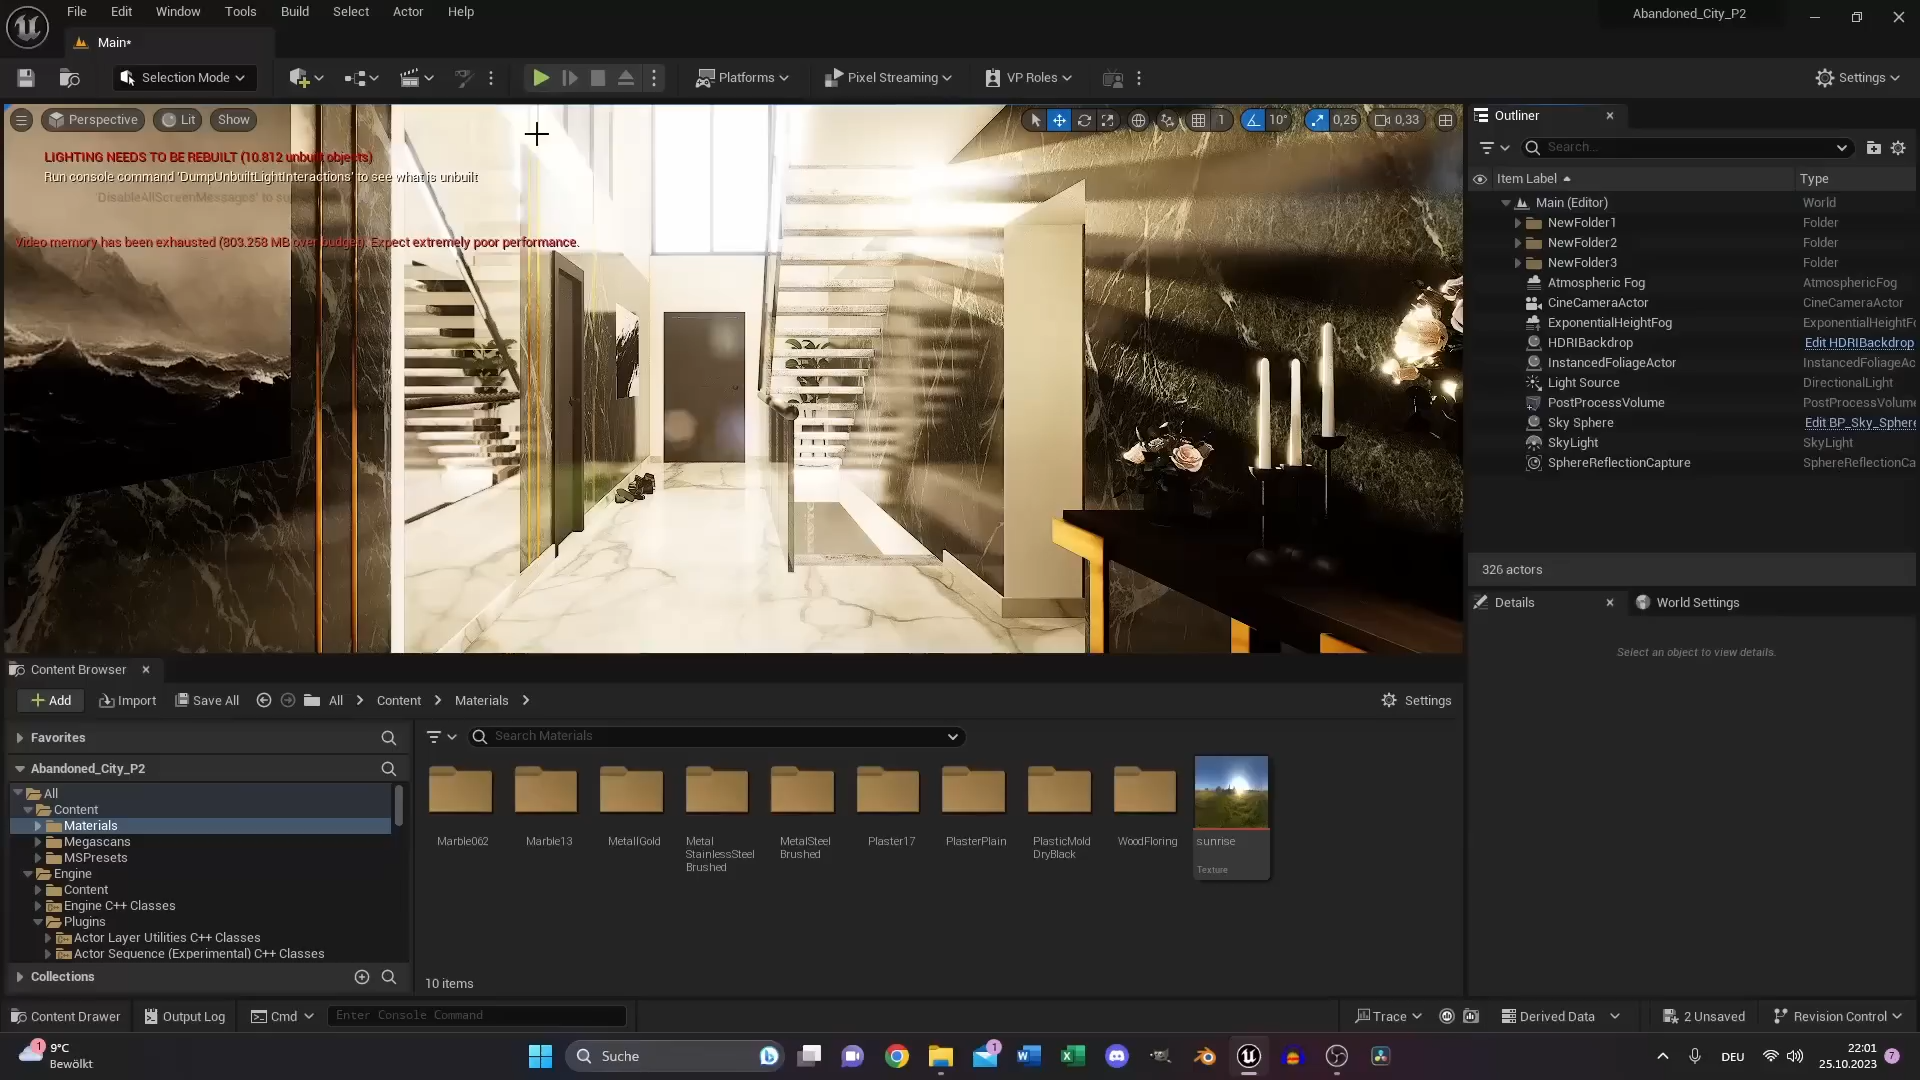 File Edit Window Tools Build Select Actor Help
Abandoned_City_P2
Main*
Selection Mode
Platforms
Pixel Streaming
VP Roles
Settings
Perspective
Lit
Show
1
10°
0,25
0,33
LIGHTING NEEDS TO BE REBUILT (10.812 unbuilt objects)
Run console command 'DumpUnbuiltLightInteractions' to see what is unbuilt
'DisableAllScreenMessages' to
Video memory has been exhausted (803.258 MB over budget). Expect extremely poor performance.
Outliner
Search...
Item Label Type
Main (Editor) World
NewFolder1 Folder
NewFolder2 Folder
NewFolder3 Folder
Atmospheric Fog AtmosphericFog
CineCameraActor CineCameraActor
ExponentialHeightFog ExponentialHeightFo
HDRIBackdrop Edit HDRIBackdrop
InstancedFoliageActor InstancedFoliageAc
Light Source DirectionalLight
PostProcessVolume PostProcessVolume
Sky Sphere Edit BP_Sky_Sphere
SkyLight SkyLight
SphereReflectionCapture SphereReflectionCa
326 actors
Details
World Settings
Select an object to view details.
Content Browser
Add
Import
Save All
All
Content
Materials
Settings
Favorites
Abandoned_City_P2
All
Content
Materials
Megascans
MSPresets
Engine
Content
Engine C++ Classes
Plugins
Actor Layer Utilities C++ Classes
Actor Sequence (Experimental) C++ Classes
Collections
Search Materials
Marble062
Marble13
MetallGold
Metal
StainlessSteel
Brushed
MetalSteel
Brushed
Plaster17
PlasterPlain
PlasticMold
DryBlack
WoodFloring
sunrise
Texture
10 items
Content Drawer
Output Log
Cmd
Enter Console Command
Trace
Derived Data
2 Unsaved
Revision Control
1
9°C
Bewölkt
Suche
1
DEU
22:01
25.10.2023
7